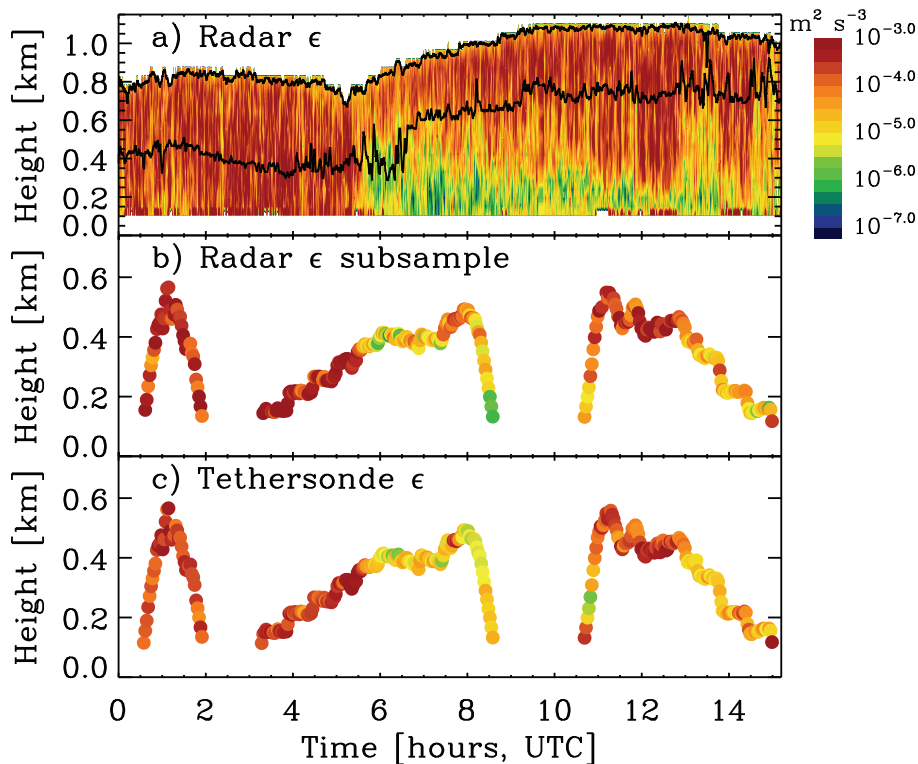 a) Radar ϵ
Height [km]
1.0
0.8
0.6
0.4
0.2
0.0
m² s⁻³
10⁻³·⁰
10⁻⁴·⁰
10⁻⁵·⁰
10⁻⁶·⁰
10⁻⁷·⁰
b) Radar ϵ subsample
Height [km]
0.6
0.4
0.2
0.0
c) Tethersonde ϵ
Height [km]
0.6
0.4
0.2
0.0
0 2 4 6 8 10 12 14
Time [hours, UTC]